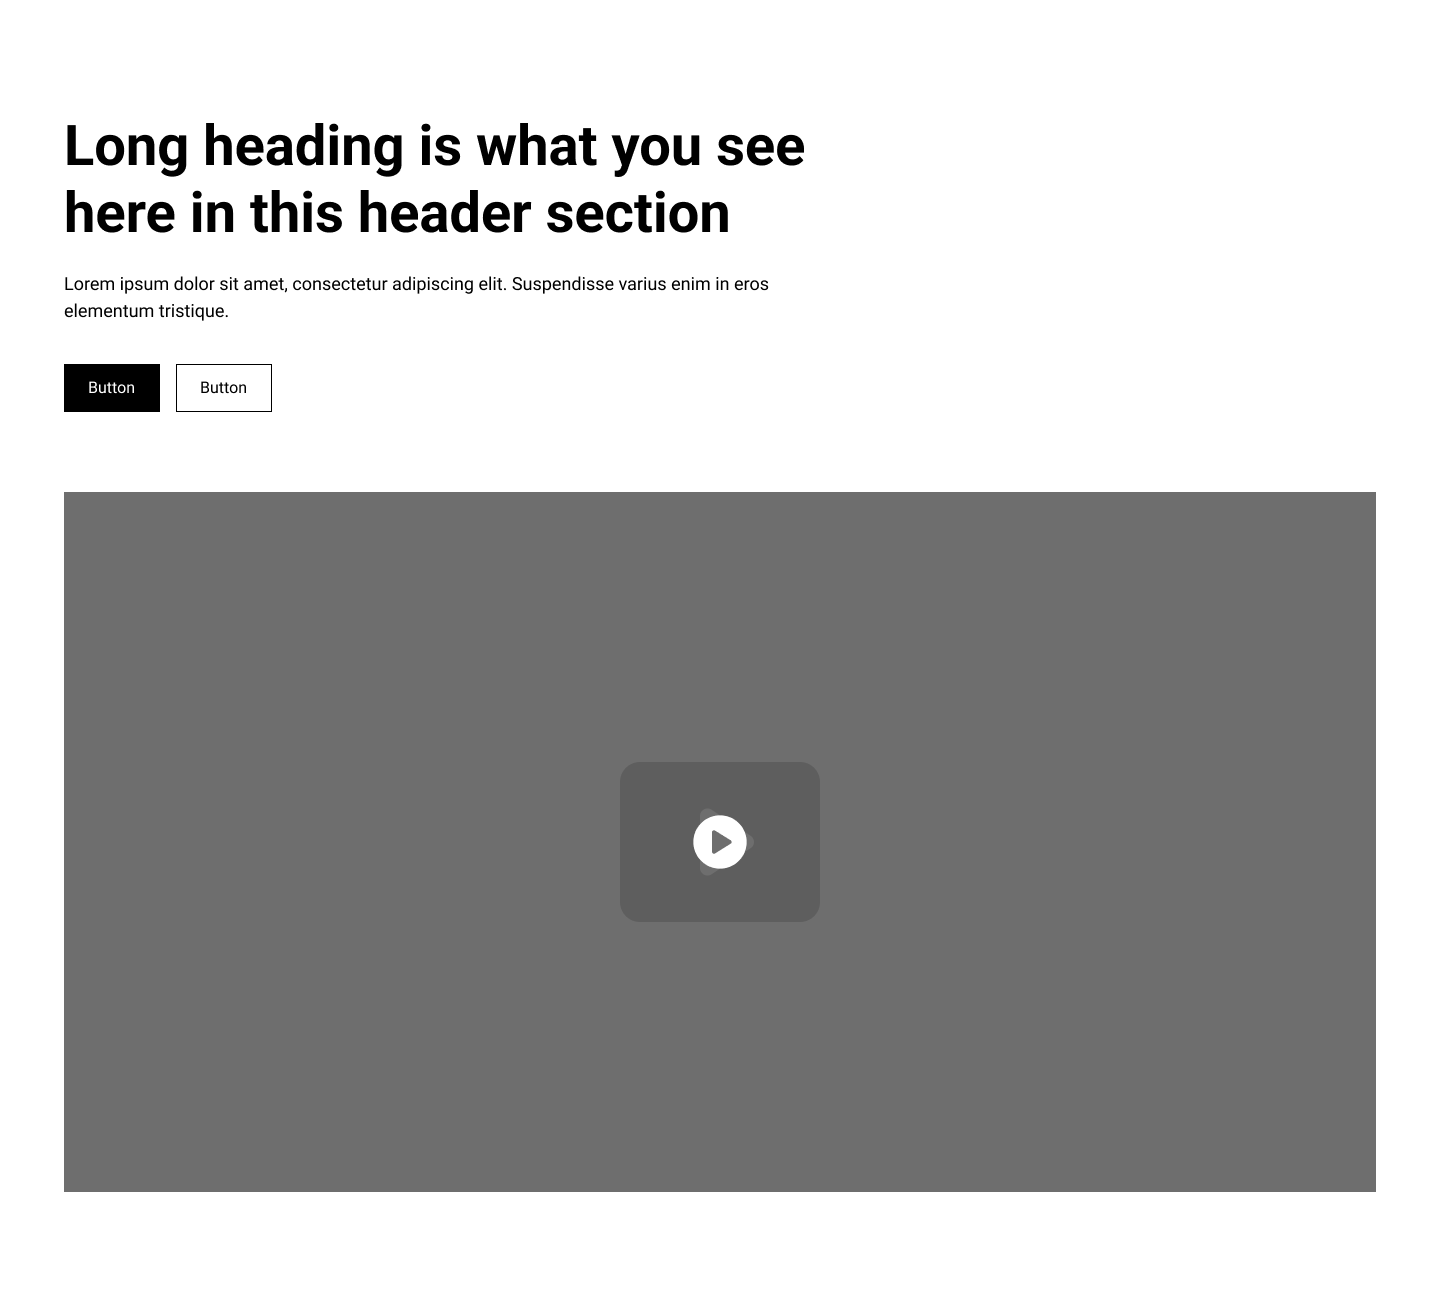 Long heading is what you see
here in this header section
Lorem ipsum dolor sit amet, consectetur adipiscing elit. Suspendisse varius enim in eros
elementum tristique.
Button Button